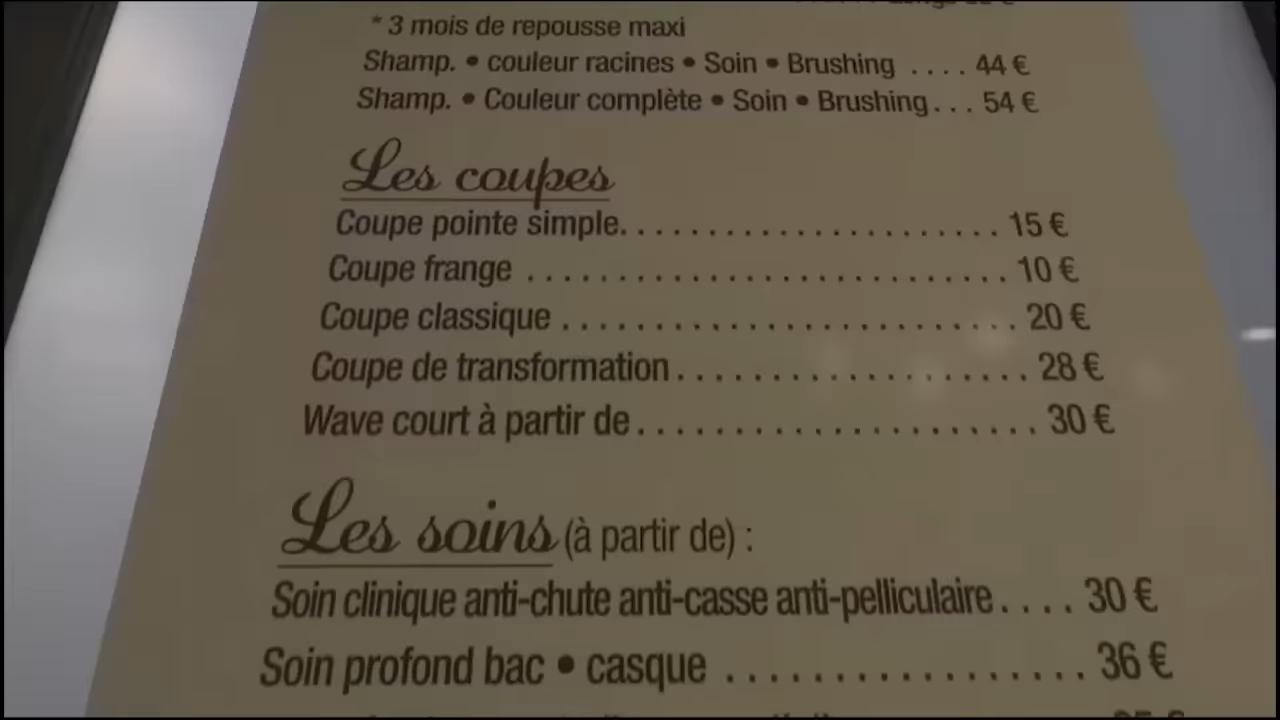 * 3 mois de repousse maxi
Shamp. • couleur racines • Soin • Brushing .... 44 €
Shamp. • Couleur complète • Soin • Brushing... 54 €
Les coupes
Coupe pointe simple...................... 15 €
Coupe frange ......................... 10 €
Coupe classique ........................ 20 €
Coupe de transformation.................. 28 €
Wave court à partir de..................... 30 €
Les soins (à partir de) :
Soin clinique anti-chute anti-casse anti-pelliculaire.... 30 €
Soin profond bac • casque ................. 36 €